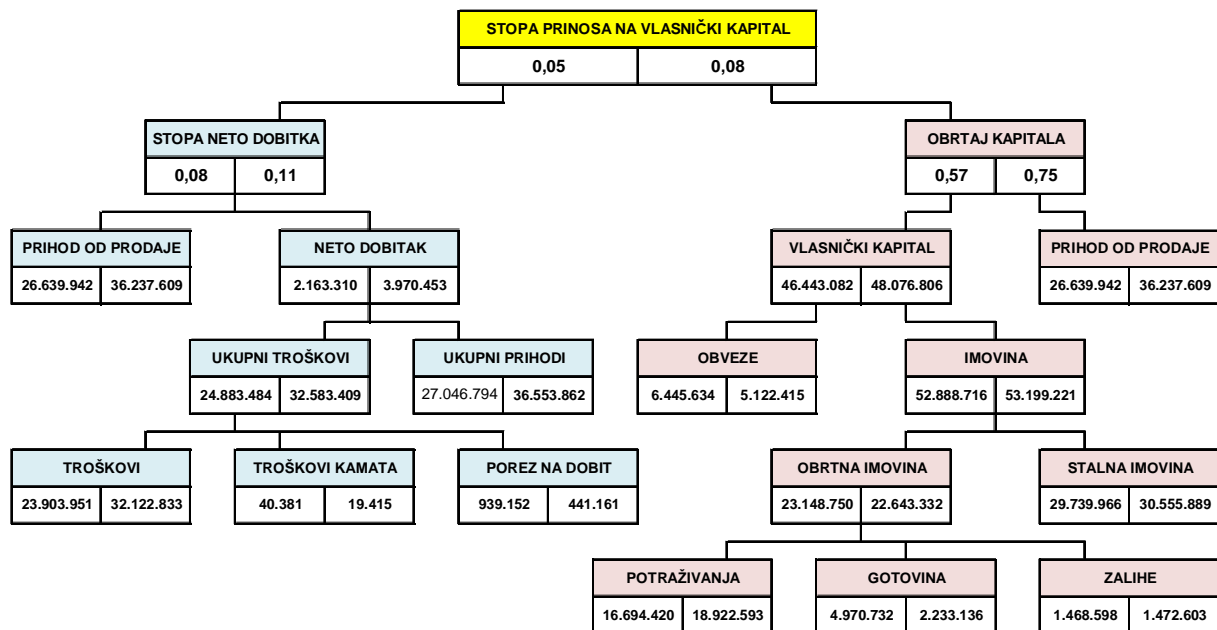 STOPA PRINOSA NA VLASNIČKI KAPITAL
0,05 0,08
STOPA NETO DOBITKA OBRTAJ KAPITALA
0,08 0,11 0,57 0,75
PRIHOD OD PRODAJE NETO DOBITAK VLASNIČKI KAPITAL PRIHOD OD PRODAJE
26.639.942 36.237.609 2.163.310 3.970.453 46.443.082 48.076.806 26.639.942 36.237.609
UKUPNI TROŠKOVI UKUPNI PRIHODI OBVEZE IMOVINA
24.883.484 32.583.409 27.046.794 36.553.862 6.445.634 5.122.415 52.888.716 53.199.221
TROŠKOVI TROŠKOVI KAMATA POREZ NA DOBIT OBRTNA IMOVINA STALNA IMOVINA
23.903.951 32.122.833 40.381 19.415 939.152 441.161 23.148.750 22.643.332 29.739.966 30.555.889
POTRAŽIVANJA GOTOVINA ZALIHE
16.694.420 18.922.593 4.970.732 2.233.136 1.468.598 1.472.603